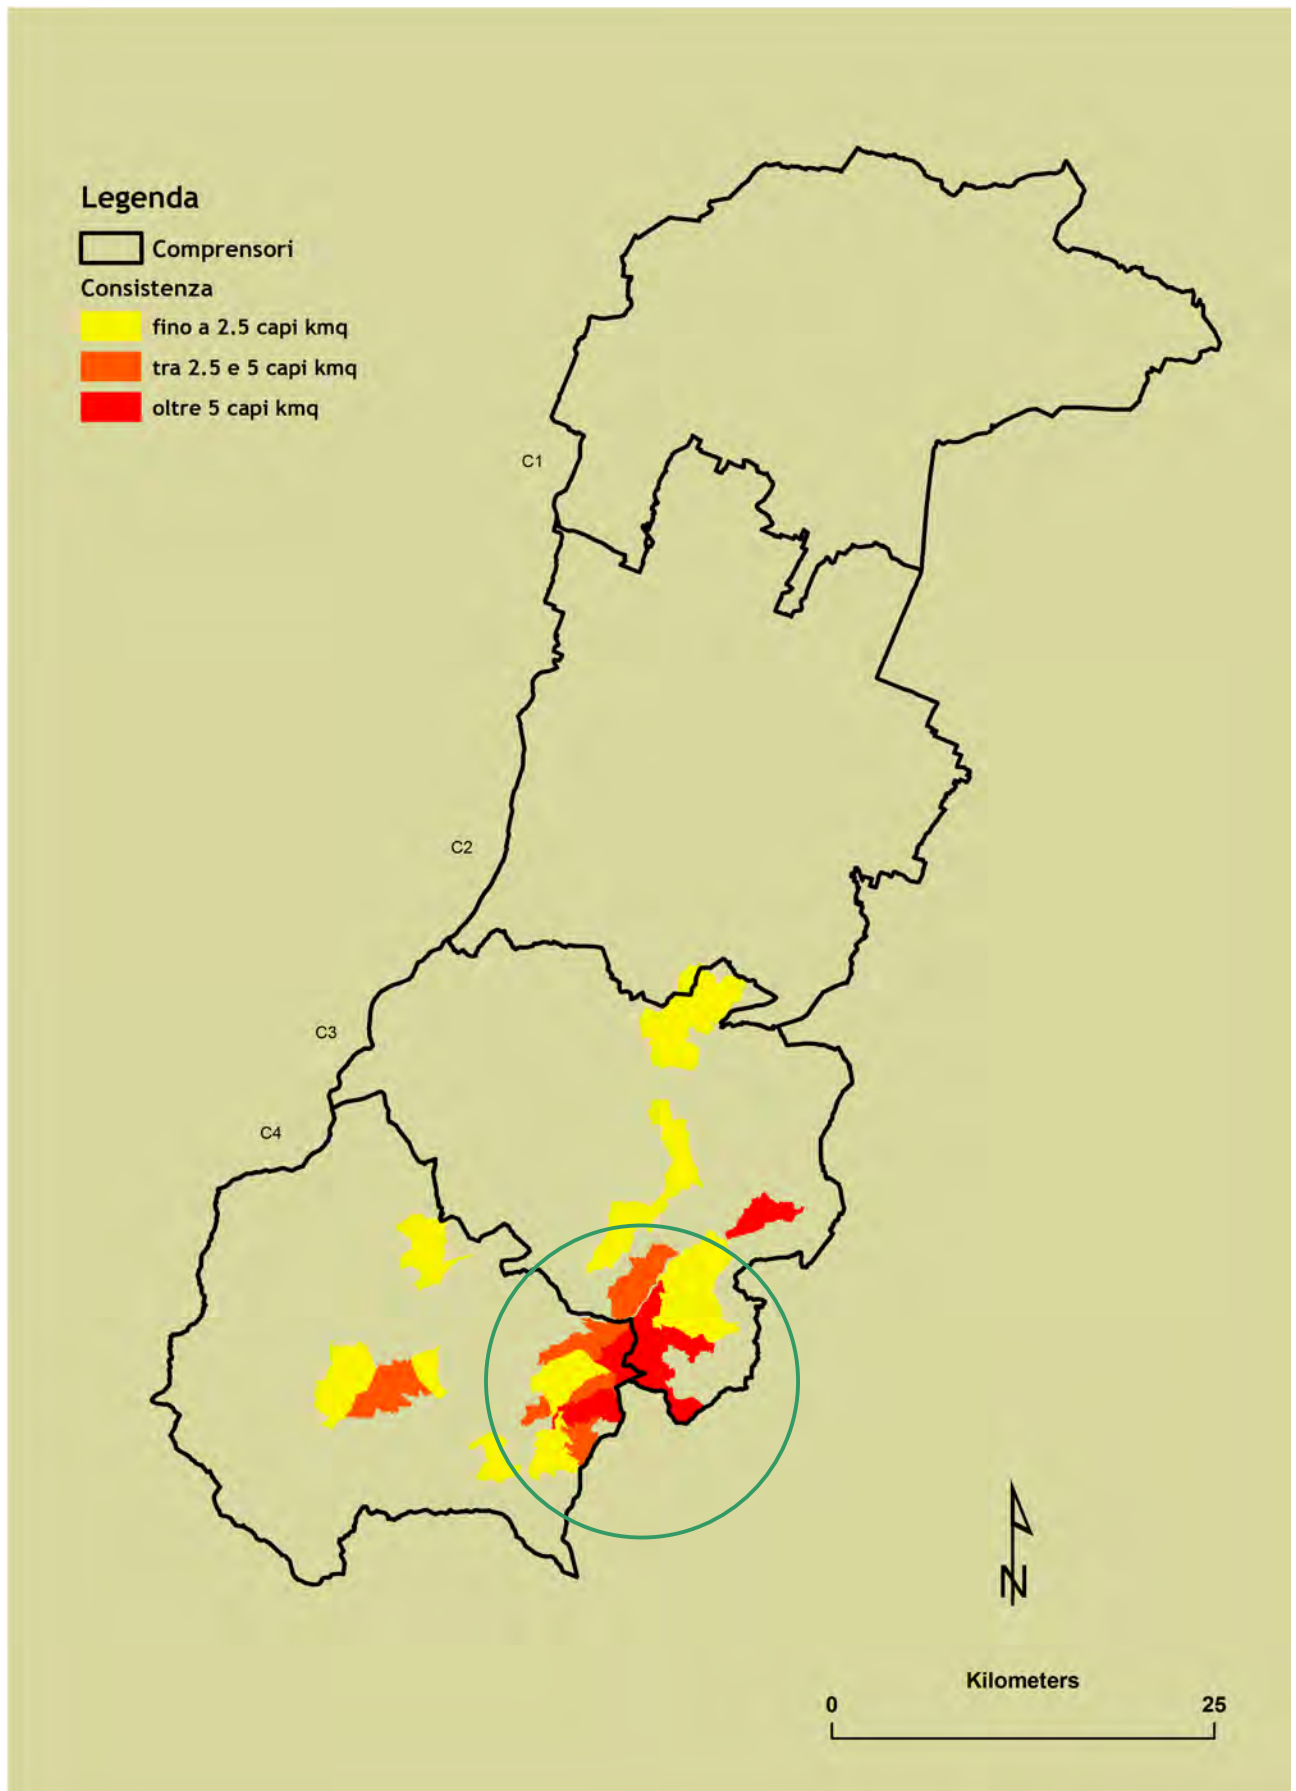 Legenda
Comprensori
Consistenza
fino a 2.5 capi kmq
tra 2.5 e 5 capi kmq
oltre 5 capi kmq
C1
C2
C3
C4
N
Kilometers
0 25